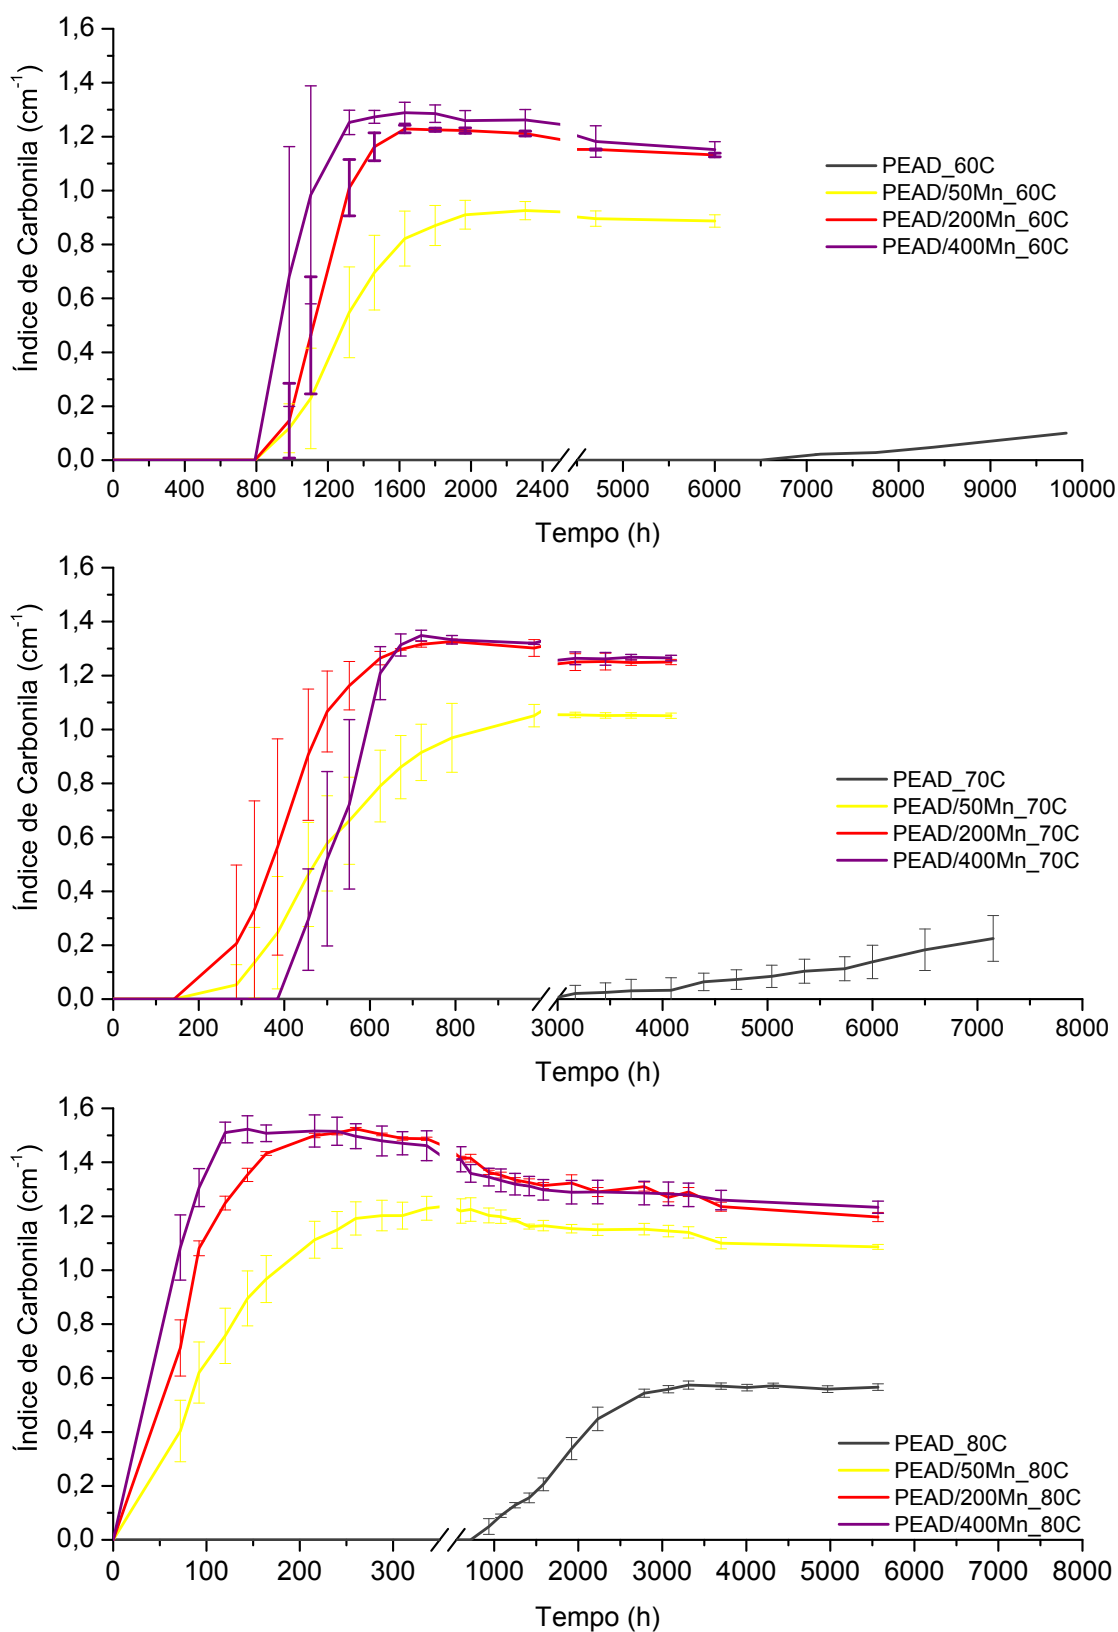 1,6
1,4
1,2
1,0
0,8
0,6
0,4
0,2
0,0
Índice de Carbonila (cm-1)
PEAD_60C
PEAD/50Mn_60C
PEAD/200Mn_60C
PEAD/400Mn_60C
0 400 800 1200 1600 2000 2400 5000 6000 7000 8000 9000 10000
Tempo (h)
1,6
1,4
1,2
1,0
0,8
0,6
0,4
0,2
0,0
Índice de Carbonila (cm-1)
PEAD_70C
PEAD/50Mn_70C
PEAD/200Mn_70C
PEAD/400Mn_70C
0 200 400 600 800 3000 4000 5000 6000 7000 8000
Tempo (h)
1,6
1,4
1,2
1,0
0,8
0,6
0,4
0,2
0,0
Índice de Carbonila (cm-1)
PEAD_80C
PEAD/50Mn_80C
PEAD/200Mn_80C
PEAD/400Mn_80C
0 100 200 300 1000 2000 3000 4000 5000 6000 7000 8000
Tempo (h)